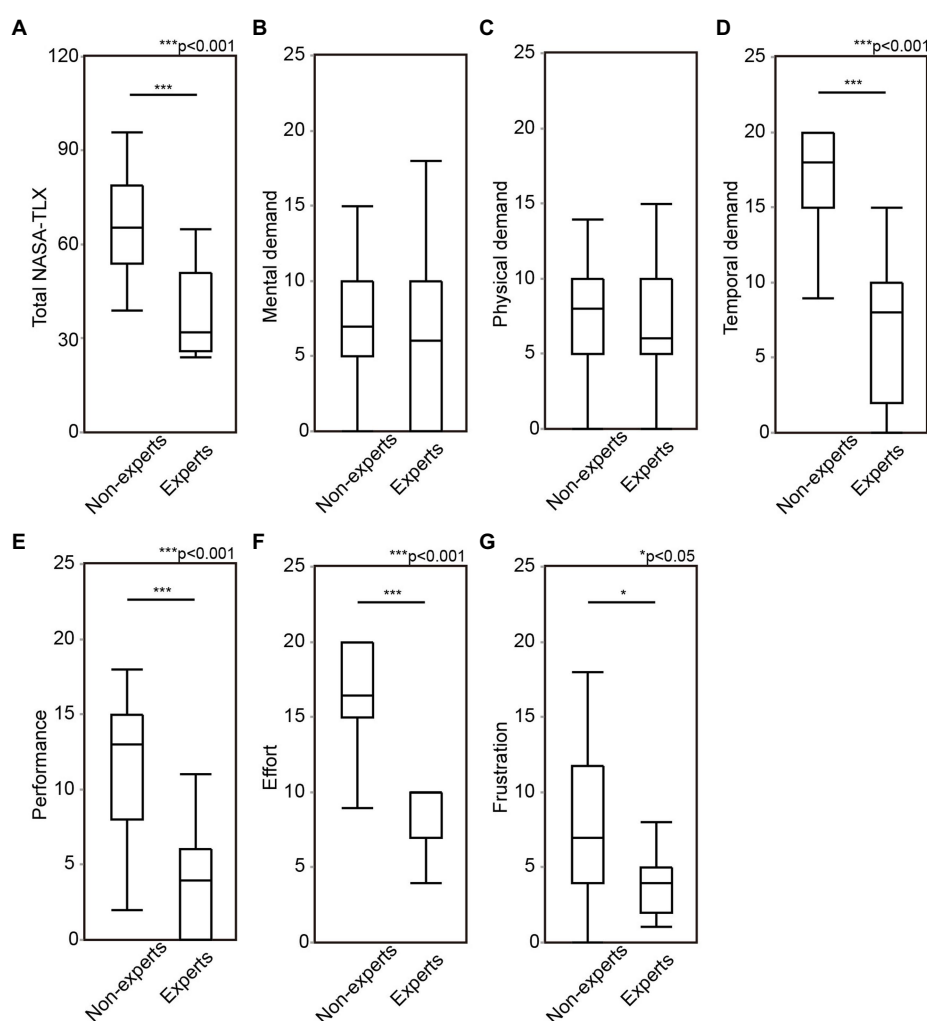 A
***p<0.001
Total NASA-TLX
120
90
60
30
0
***
Non-experts
Experts
B
Mental demand
25
20
15
10
5
0
Non-experts
Experts
C
Physical demand
25
20
15
10
5
0
Non-experts
Experts
D
***p<0.001
Temporal demand
25
20
15
10
5
0
***
Non-experts
Experts
E
***p<0.001
Performance
25
20
15
10
5
0
***
Non-experts
Experts
F
***p<0.001
Effort
25
20
15
10
5
0
***
Non-experts
Experts
G
*p<0.05
Frustration
25
20
15
10
5
0
*
Non-experts
Experts